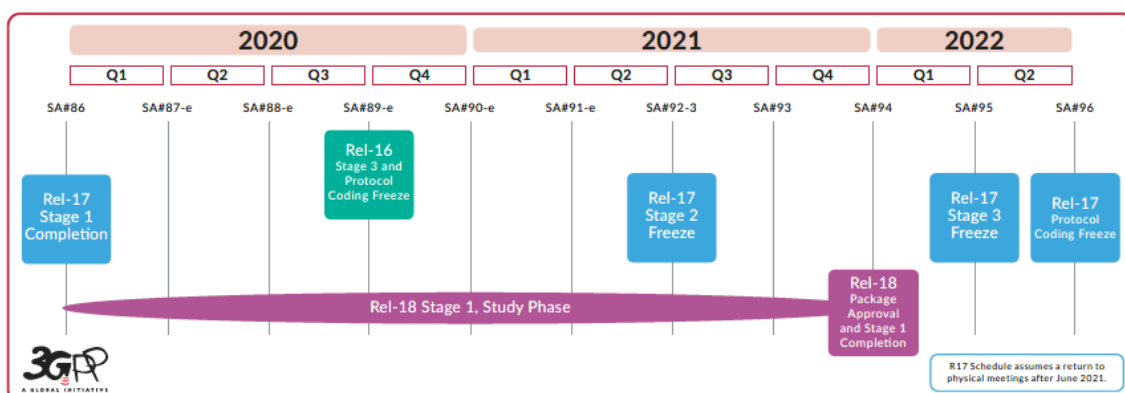 2020
2021
2022
Q1
Q2
Q3
Q4
Q1
Q2
Q3
Q4
Q1
Q2
SA#86
SA#87-e
SA#88-e
SA#89-e
SA#90-e
SA#91-e
SA#92-3
SA#93
SA#94
SA#95
SA#96
Rel-17
Stage 1
Completion
Rel-16
Stage 3 and
Protocol
Coding Freeze
Rel-17
Stage 2
Freeze
Rel-17
Stage 3
Freeze
Rel-17
Protocol
Coding Freeze
Rel-18 Stage 1, Study Phase
Rel-18
Package
Approval
and Stage 1
Completion
3GPP
A GLOBAL INITIATIVE
R17 Schedule assumes a return to
physical meetings after June 2021.